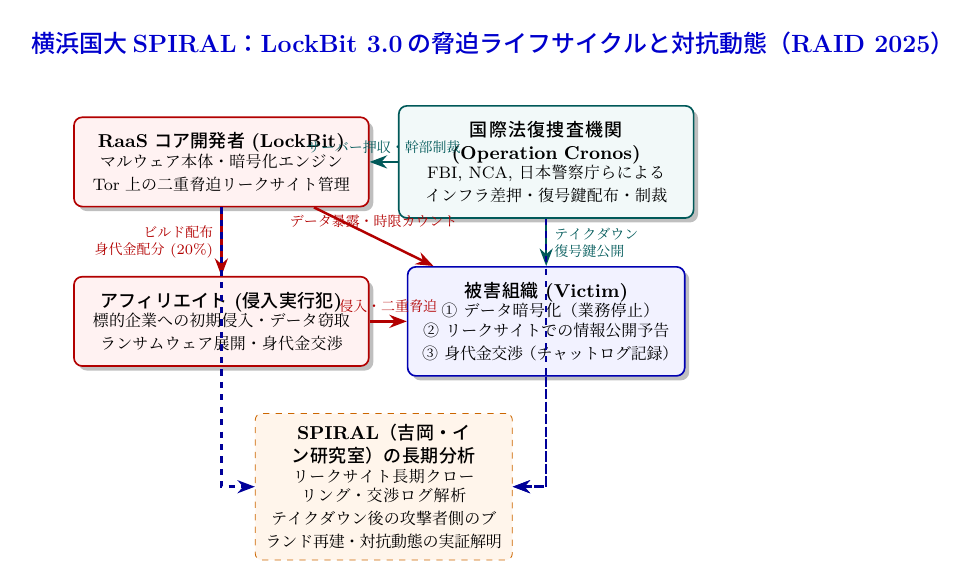 横浜国大 SPIRAL：LockBit 3.0 の脅迫ライフサイクルと対抗動態（RAID 2025）
RaaS コア開発者 (LockBit)
マルウェア本体・暗号化エンジン
Tor 上の二重脅迫リークサイト管理
サーバー押収・幹部制裁
国際法復捜査機関
(Operation Cronos)
FBI, NCA, 日本警察庁らによる
インフラ差押・復号鍵配布・制裁
データ暴露・時限カウント
ビルド配布
身代金配分 (20%)
テイクダウン
復号鍵公開
アフィリエイト (侵入実行犯)
標的企業への初期侵入・データ窃取
ランサムウェア展開・身代金交渉
侵入・二重脅迫
被害組織 (Victim)
① データ暗号化（業務停止）
② リークサイトでの情報公開予告
③ 身代金交渉（チャットログ記録）
SPIRAL（吉岡・イ
ン研究室）の長期分析
リークサイト長期クロー
リング・交渉ログ解析
テイクダウン後の攻撃者側のブ
ランド再建・対抗動態の実証解明